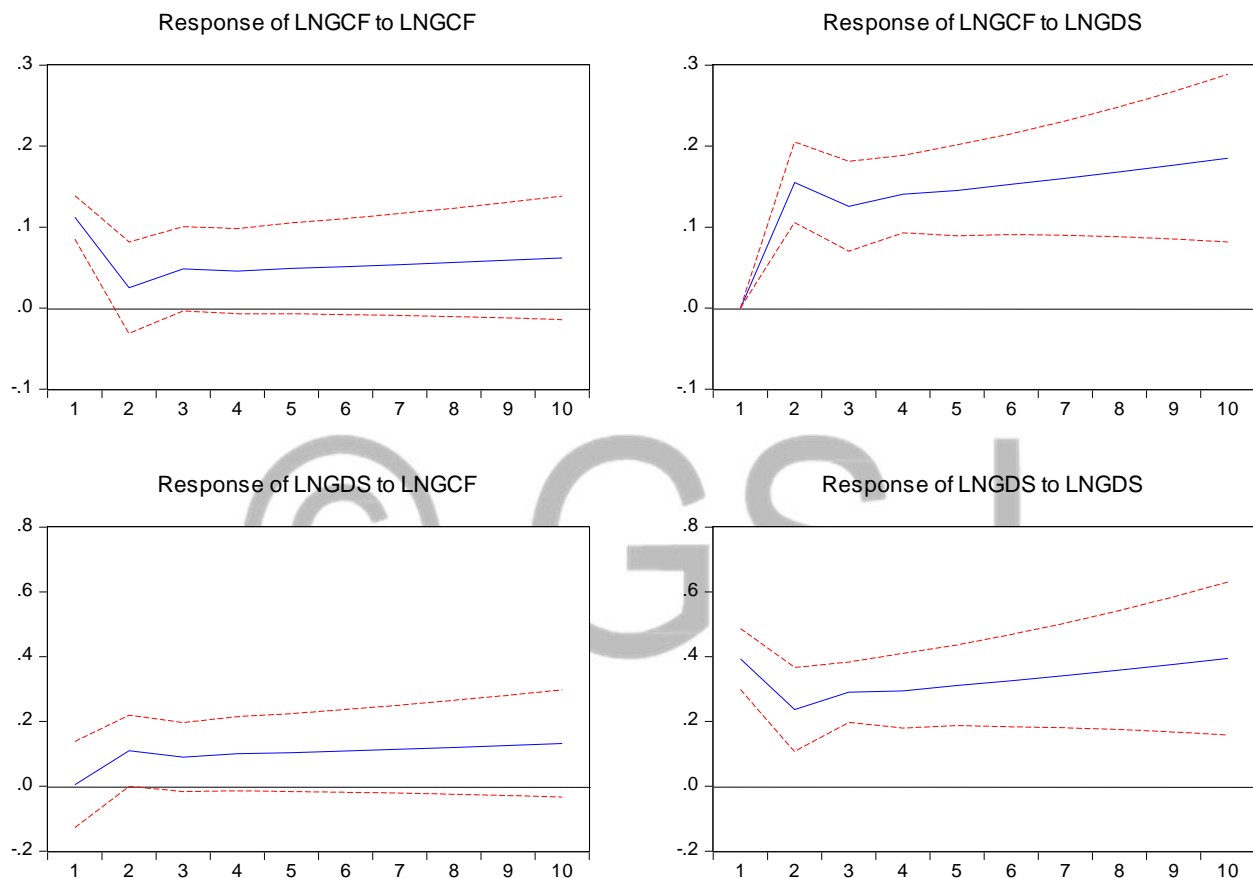 Response of LNGCF to LNGCF
.3
.2
.1
.0
-.1
1 2 3 4 5 6 7 8 9 10
Response of LNGCF to LNGDS
.3
.2
.1
.0
-.1
1 2 3 4 5 6 7 8 9 10
© GSJ
Response of LNGDS to LNGCF
.8
.6
.4
.2
.0
-.2
1 2 3 4 5 6 7 8 9 10
Response of LNGDS to LNGDS
.8
.6
.4
.2
.0
-.2
1 2 3 4 5 6 7 8 9 10